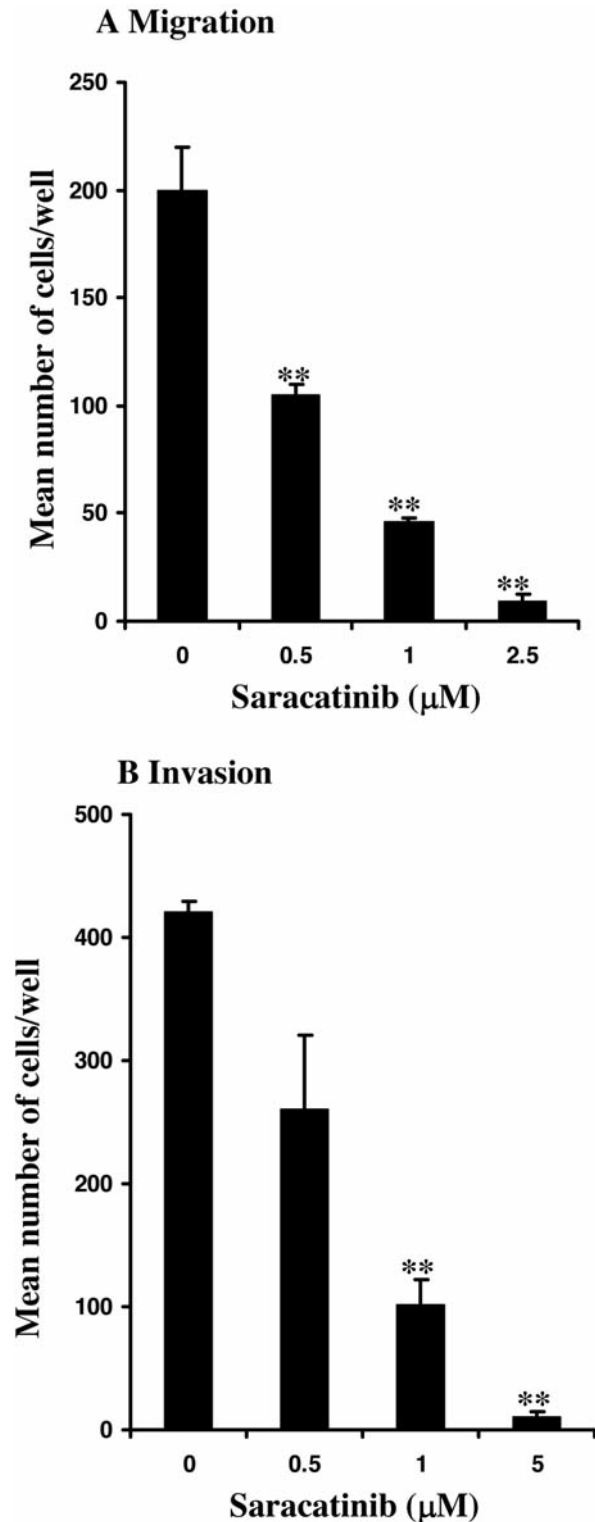 A Migration
Mean number of cells/well
250
200
150
100
50
0
**
**
**
0 0.5 1 2.5
Saracatinib (μM)
B Invasion
Mean number of cells/well
500
400
300
200
100
0
**
**
0 0.5 1 5
Saracatinib (μM)